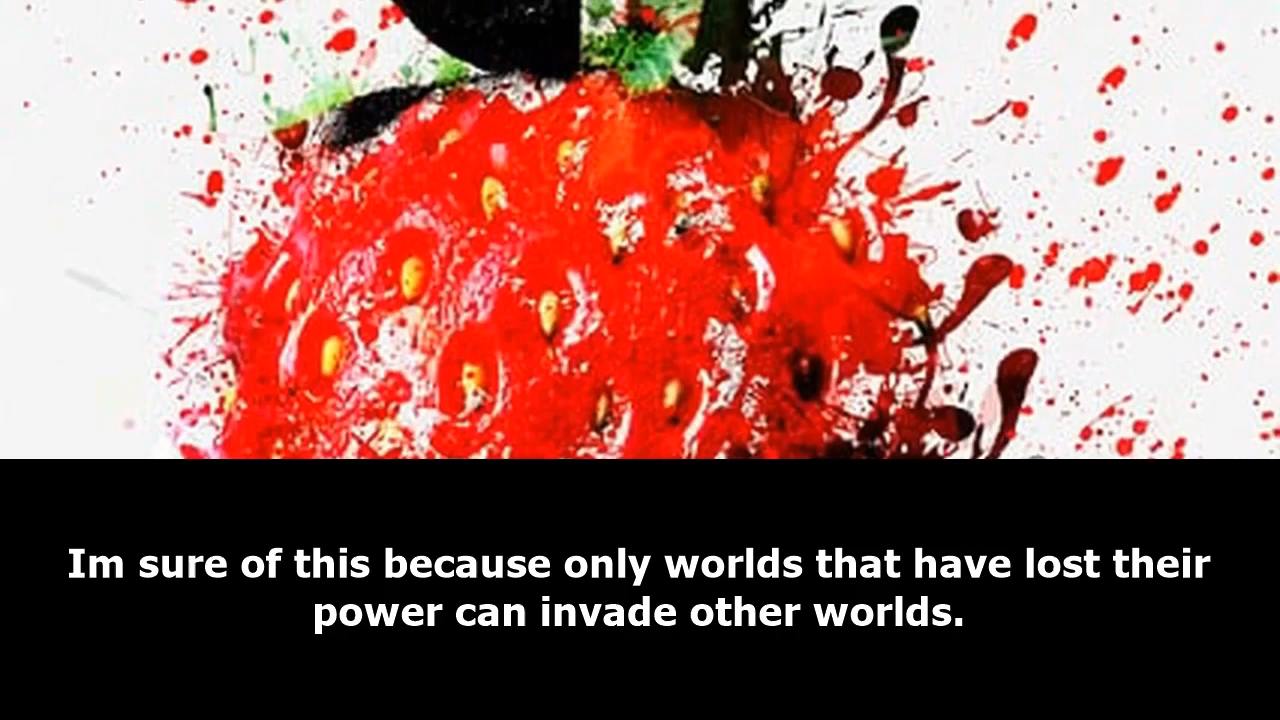 Im sure of this because only worlds that have lost their
power can invade other worlds.